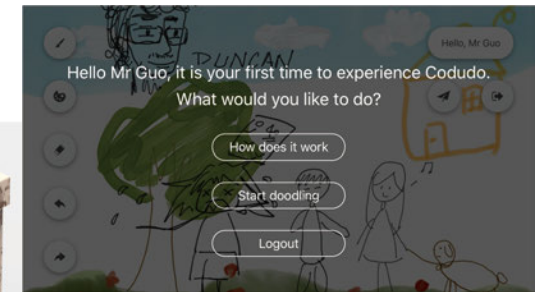 DUNCAN
Hello, Mr Guo
Hello Mr Guo, it is your first time to experience Codudo.
What would you like to do?
How does it work
Start doodling
Logout